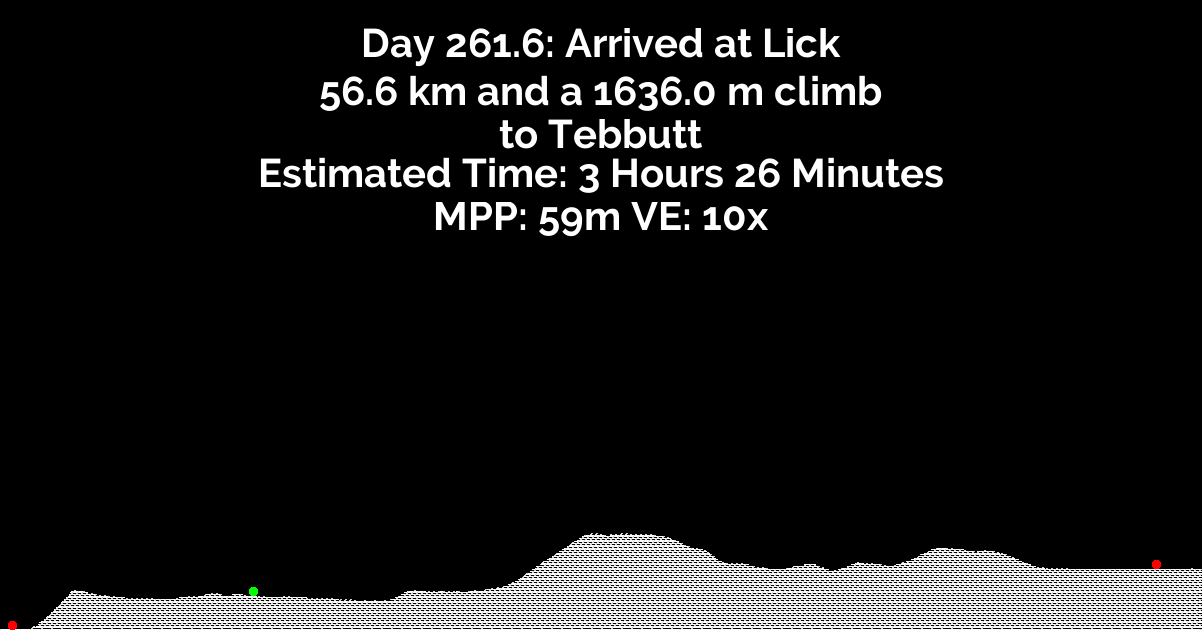 Day 261.6: Arrived at Lick
56.6 km and a 1636.0 m climb
to Tebbutt
Estimated Time: 3 Hours 26 Minutes
MPP: 59m VE: 10x